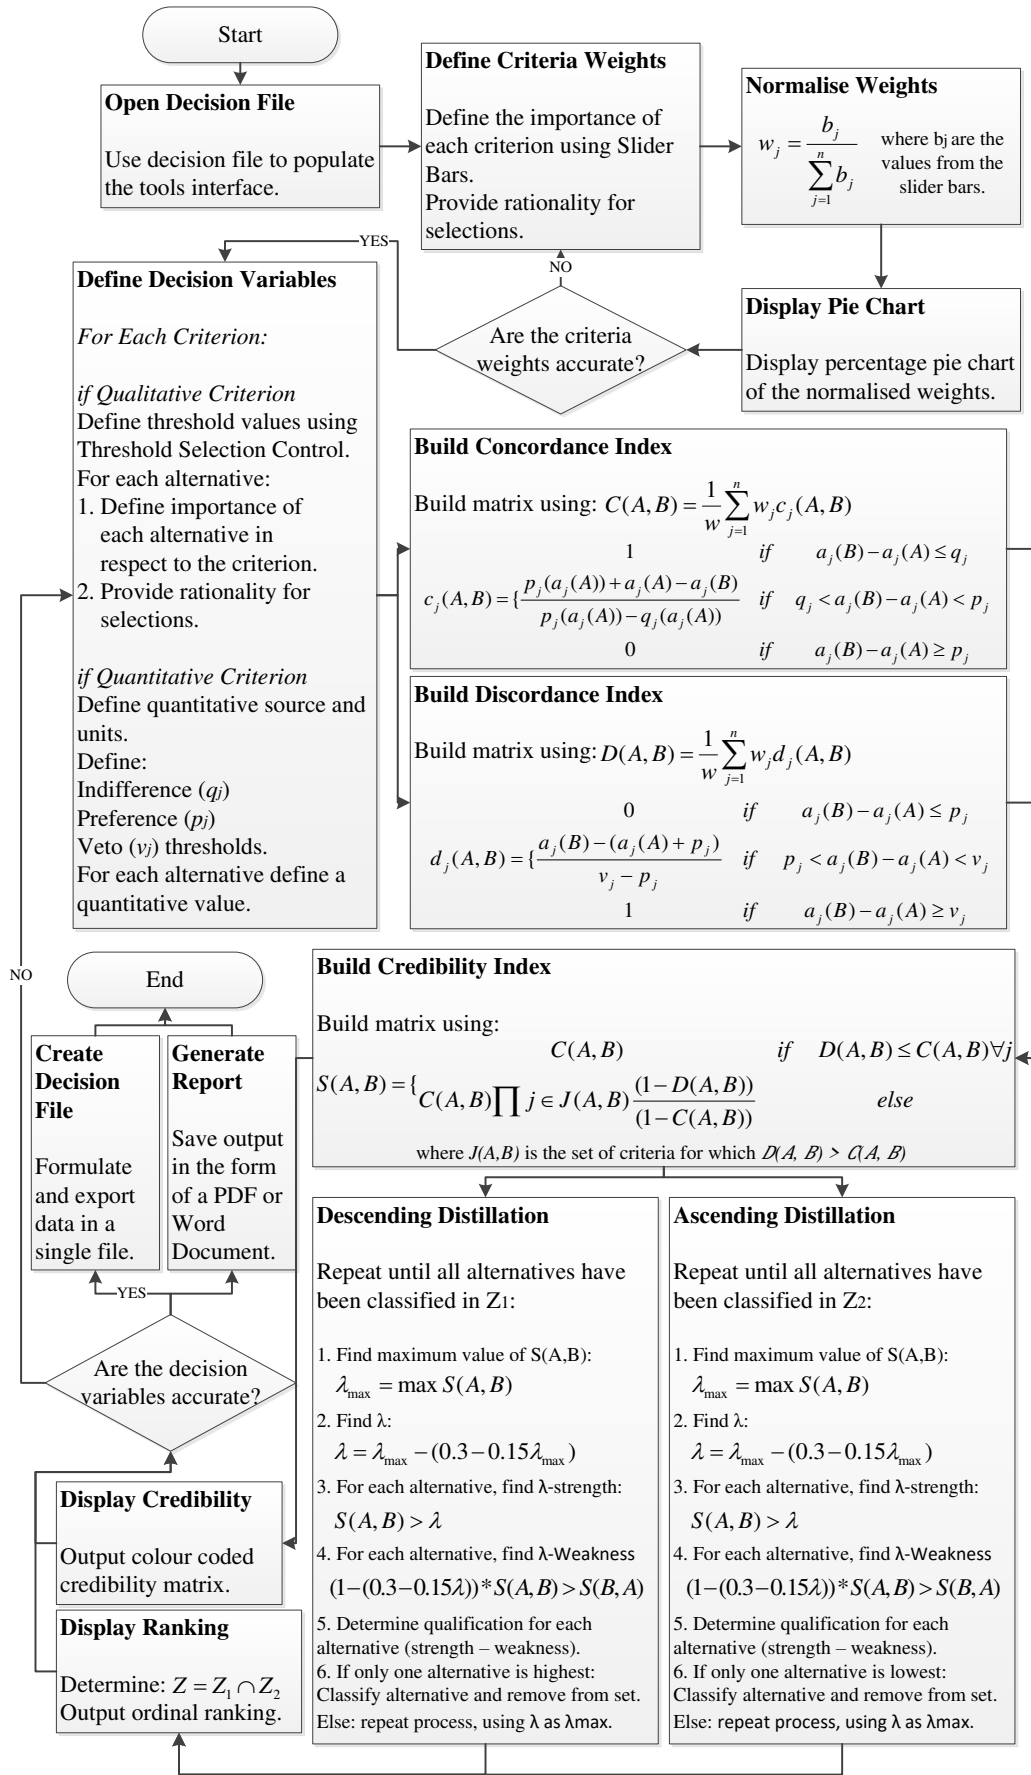 Start
Open Decision File
Use decision file to populate
the tools interface.
Define Criteria Weights
Define the importance of
each criterion using Slider
Bars.
Provide rationality for
selections.
Normalise Weights
w_j = b_j / ∑_{j=1}^{n} b_j
where bj are the
values from the
slider bars.
Display Pie Chart
Display percentage pie chart
of the normalised weights.
Are the criteria
weights accurate?
NO
YES
Define Decision Variables
For Each Criterion:
if Qualitative Criterion
Define threshold values using
Threshold Selection Control.
For each alternative:
1. Define importance of
each alternative in
respect to the criterion.
2. Provide rationality for
selections.
if Quantitative Criterion
Define quantitative source and
units.
Define:
Indifference (qj)
Preference (pj)
Veto (vj) thresholds.
For each alternative define a
quantitative value.
Build Concordance Index
Build matrix using: C(A,B) = 1/w ∑_{j=1}^{n} w_j c_j(A,B)
1 if a_j(B) − a_j(A) ≤ q_j
c_j(A,B) = { (p_j(a_j(A)) + a_j(A) − a_j(B)) / (p_j(a_j(A)) − q_j(a_j(A))) if q_j < a_j(B) − a_j(A) < p_j
0 if a_j(B) − a_j(A) ≥ p_j
Build Discordance Index
Build matrix using: D(A,B) = 1/w ∑_{j=1}^{n} w_j d_j(A,B)
0 if a_j(B) − a_j(A) ≤ p_j
d_j(A,B) = { (a_j(B) − (a_j(A) + p_j)) / (v_j − p_j) if p_j < a_j(B) − a_j(A) < v_j
1 if a_j(B) − a_j(A) ≥ v_j
Build Credibility Index
Build matrix using:
C(A,B) if D(A,B) ≤ C(A,B)∀j
S(A,B) = { C(A,B)∏ j ∈ J(A,B) (1−D(A,B)) / (1−C(A,B)) else
where J(A,B) is the set of criteria for which D(A, B) > C(A, B)
Descending Distillation
Repeat until all alternatives have
been classified in Z1:
1. Find maximum value of S(A,B):
λ_max = max S(A,B)
2. Find λ:
λ = λ_max − (0.3 − 0.15λ_max)
3. For each alternative, find λ-strength:
S(A,B) > λ
4. For each alternative, find λ-Weakness
(1−(0.3−0.15λ))*S(A,B) > S(B,A)
5. Determine qualification for each
alternative (strength – weakness).
6. If only one alternative is highest:
Classify alternative and remove from set.
Else: repeat process, using λ as λmax.
Ascending Distillation
Repeat until all alternatives have
been classified in Z2:
1. Find maximum value of S(A,B):
λ_max = max S(A,B)
2. Find λ:
λ = λ_max − (0.3 − 0.15λ_max)
3. For each alternative, find λ-strength:
S(A,B) > λ
4. For each alternative, find λ-Weakness
(1−(0.3−0.15λ))*S(A,B) > S(B,A)
5. Determine qualification for each
alternative (strength – weakness).
6. If only one alternative is lowest:
Classify alternative and remove from set.
Else: repeat process, using λ as λmax.
Display Ranking
Determine: Z = Z_1 ∩ Z_2
Output ordinal ranking.
Display Credibility
Output colour coded
credibility matrix.
Are the decision
variables accurate?
NO
YES
Create
Decision
File
Formulate
and export
data in a
single file.
Generate
Report
Save output
in the form
of a PDF or
Word
Document.
End